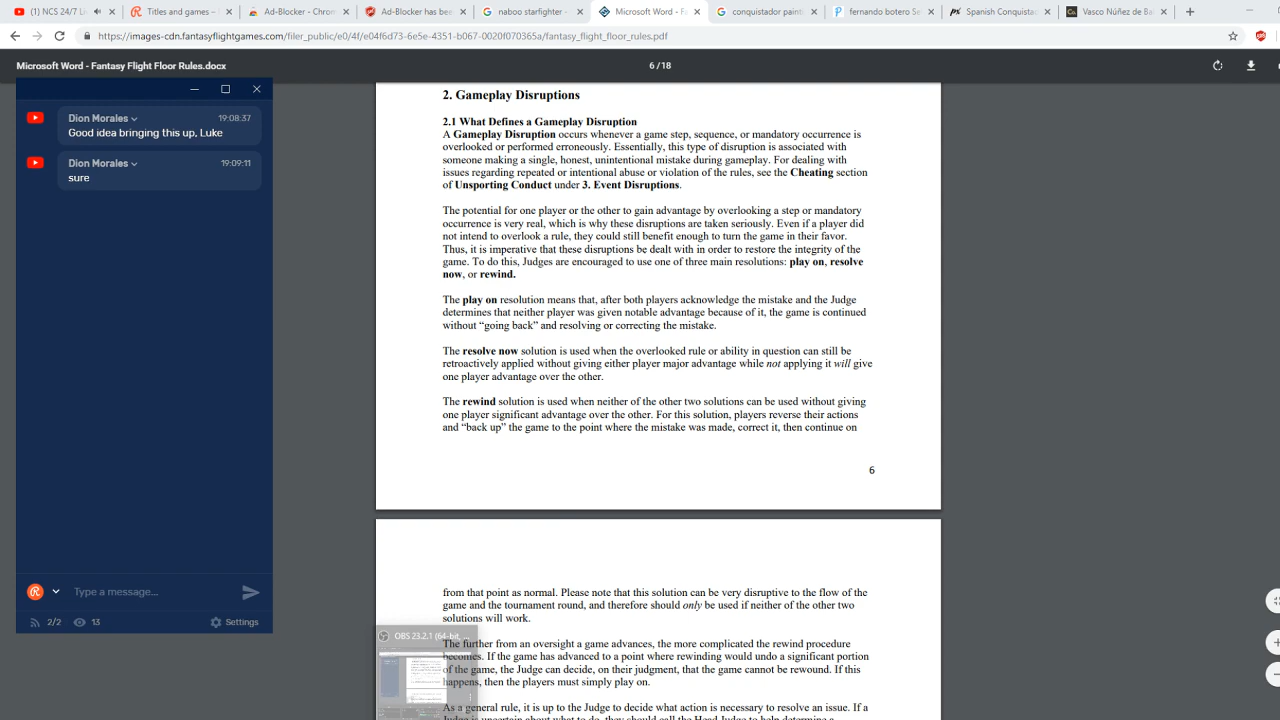 (1) NCS 24/7 Li
Titles and games –
Ad-Blocker - Chrom
Ad-Blocker has bee
naboo starfighter -
Microsoft Word - Fa
conquistador painti
fernando botero Se
Spanish Conquista
Vasco Núñez de Bal
https://images-cdn.fantasyflightgames.com/filer_public/e0/4f/e04f6d73-6e5e-4351-b067-0020f070365a/fantasy_flight_floor_rules.pdf
Microsoft Word - Fantasy Flight Floor Rules.docx
6 / 18
Dion Morales 19:08:37
Good idea bringing this up, Luke
Dion Morales 19:09:11
sure
Type a message...
2/2 13 Settings
2. Gameplay Disruptions
2.1 What Defines a Gameplay Disruption
A Gameplay Disruption occurs whenever a game step, sequence, or mandatory occurrence is
overlooked or performed erroneously. Essentially, this type of disruption is associated with
someone making a single, honest, unintentional mistake during gameplay. For dealing with
issues regarding repeated or intentional abuse or violation of the rules, see the Cheating section
of Unsporting Conduct under 3. Event Disruptions.
The potential for one player or the other to gain advantage by overlooking a step or mandatory
occurrence is very real, which is why these disruptions are taken seriously. Even if a player did
not intend to overlook a rule, they could still benefit enough to turn the game in their favor.
Thus, it is imperative that these disruptions be dealt with in order to restore the integrity of the
game. To do this, Judges are encouraged to use one of three main resolutions: play on, resolve
now, or rewind.
The play on resolution means that, after both players acknowledge the mistake and the Judge
determines that neither player was given notable advantage because of it, the game is continued
without “going back” and resolving or correcting the mistake.
The resolve now solution is used when the overlooked rule or ability in question can still be
retroactively applied without giving either player major advantage while not applying it will give
one player advantage over the other.
The rewind solution is used when neither of the other two solutions can be used without giving
one player significant advantage over the other. For this solution, players reverse their actions
and “back up” the game to the point where the mistake was made, correct it, then continue on
6
from that point as normal. Please note that this solution can be very disruptive to the flow of the
game and the tournament round, and therefore should only be used if neither of the other two
solutions will work.
OBS 23.2.1 (64-bit, ...
The further from an oversight a game advances, the more complicated the rewind procedure
becomes. If the game has advanced to a point where rewinding would undo a significant portion
of the game, the Judge can decide, on their judgment, that the game cannot be rewound. If this
happens, then the players must simply play on.
As a general rule, it is up to the Judge to decide what action is necessary to resolve an issue. If a
Judge is uncertain about what to do, they should call the Head Judge to help determine a